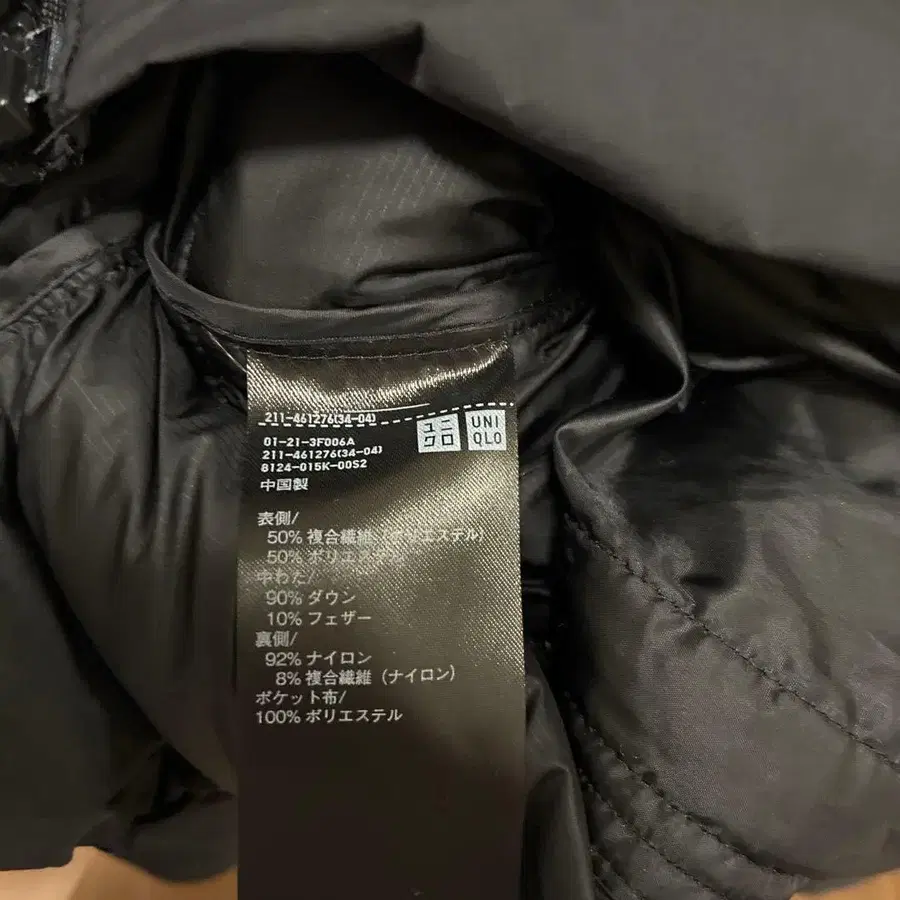 211-461276(34-04)
ユニクロ
UNIQLO
01-21-3F006A
211-461276(34-04)
8124-015K-00S2
中国製
表側/
50% 複合繊維 (ポリエステル)
50% ポリエステル
中わた/
90% ダウン
10% フェザー
裏側/
92% ナイロン
8% 複合繊維 (ナイロン)
ポケット布/
100% ポリエステル